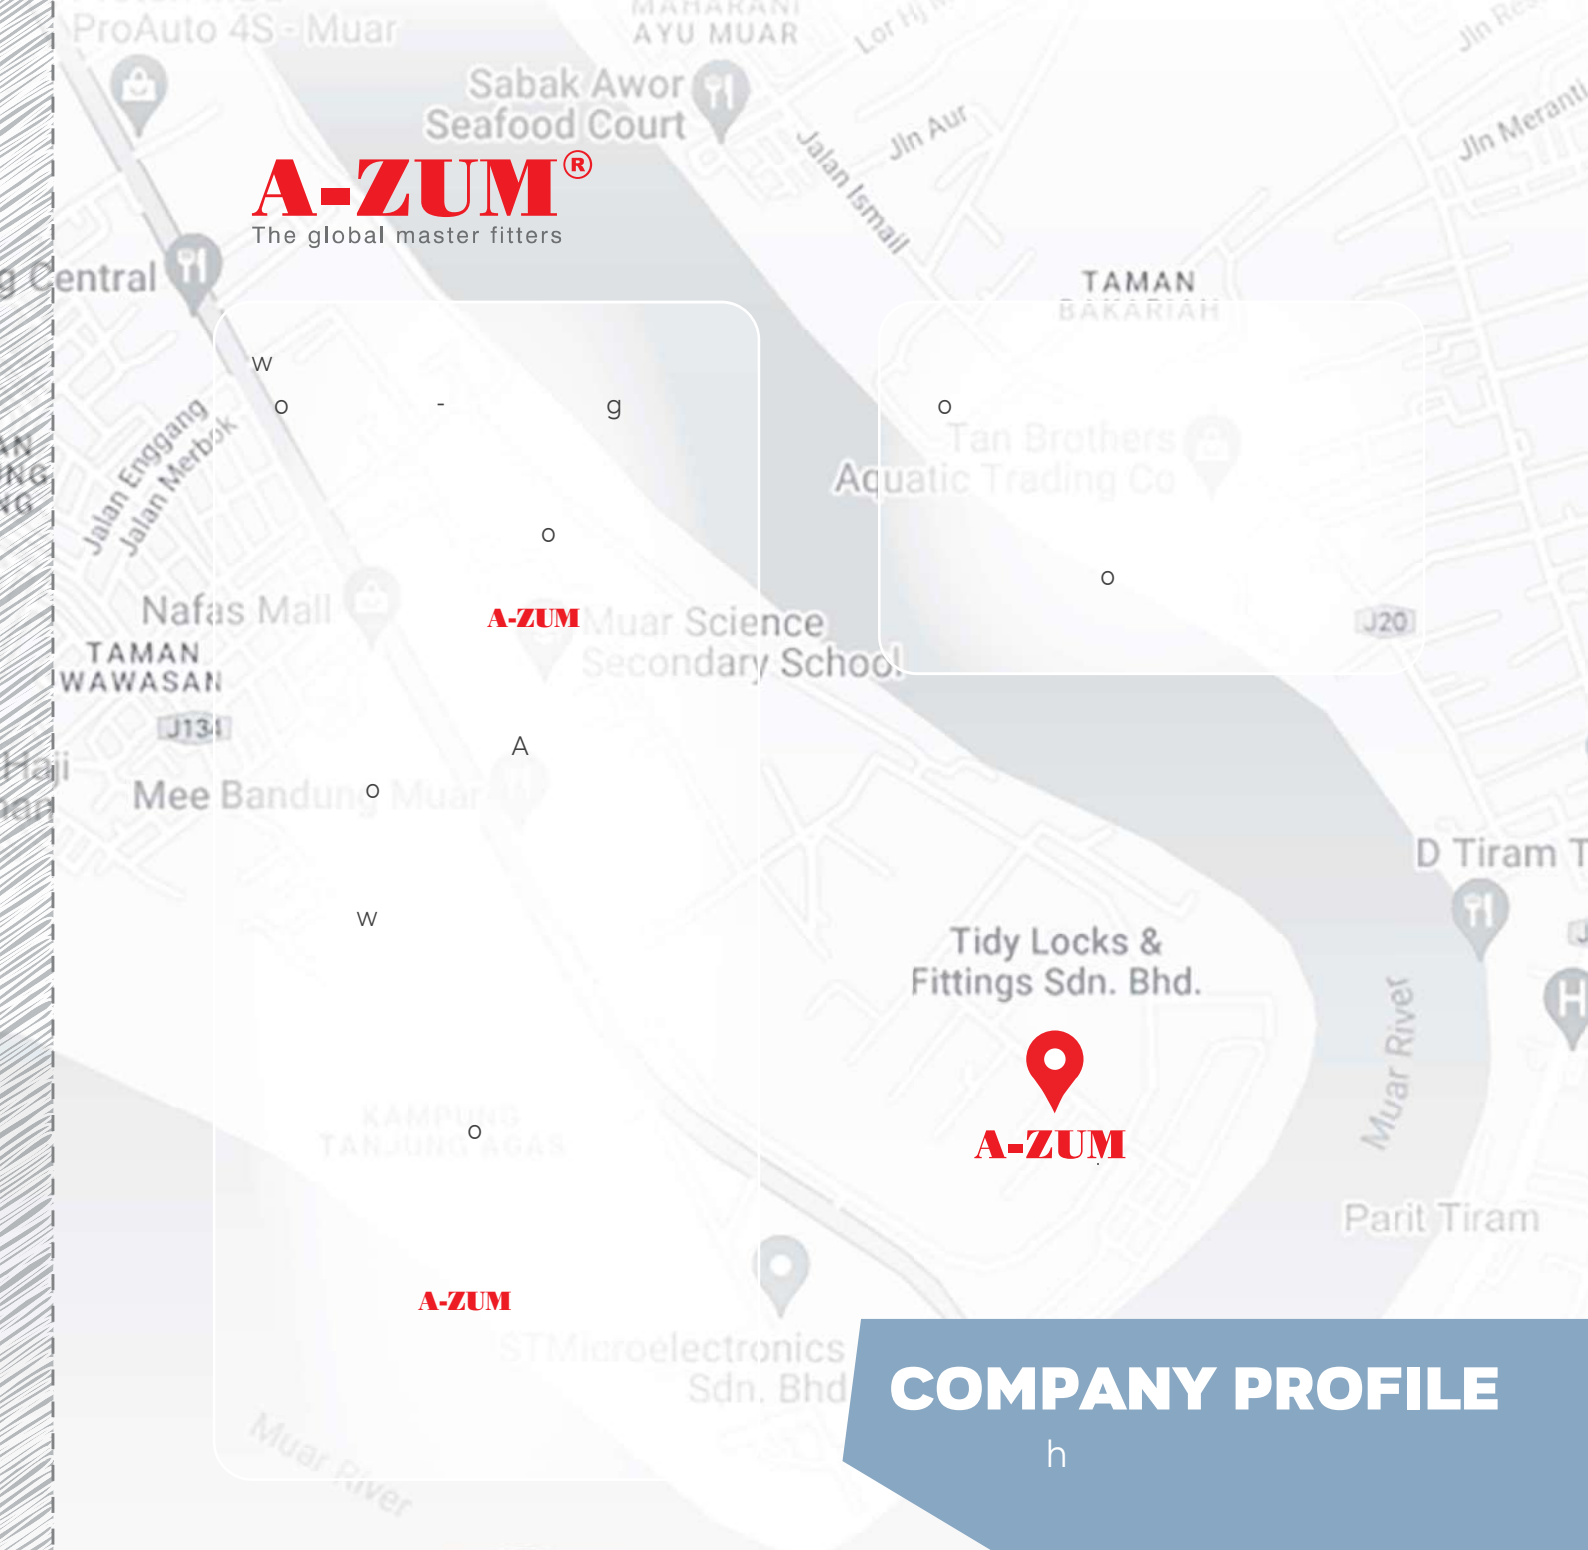 ProAuto 4S - Muar
MAHARANI
AYU MUAR
Sabak Awor
Seafood Court
Jln Aur
Jalan Ismail
Jln Meranti
A-ZUM®
The global master fitters
g Central
TAMAN
BAKARIAH
w
o - g
o
Tan Brothers
Aquatic Trading Co
Jalan Enggang
Jalan Merbok
o
o
Nafas Mall
A-ZUM
Muar Science
Secondary School
J20
TAMAN
WAWASAN
J134
A
Haji
Mee Bandung Muar
o
D Tiram T
w
Tidy Locks &
Fittings Sdn. Bhd.
H
Muar River
KAMPUNG
TANJUNG AGAS
o
A-ZUM
.
Parit Tiram
A-ZUM
STMicroelectronics
Sdn. Bhd
COMPANY PROFILE
h
Muar River